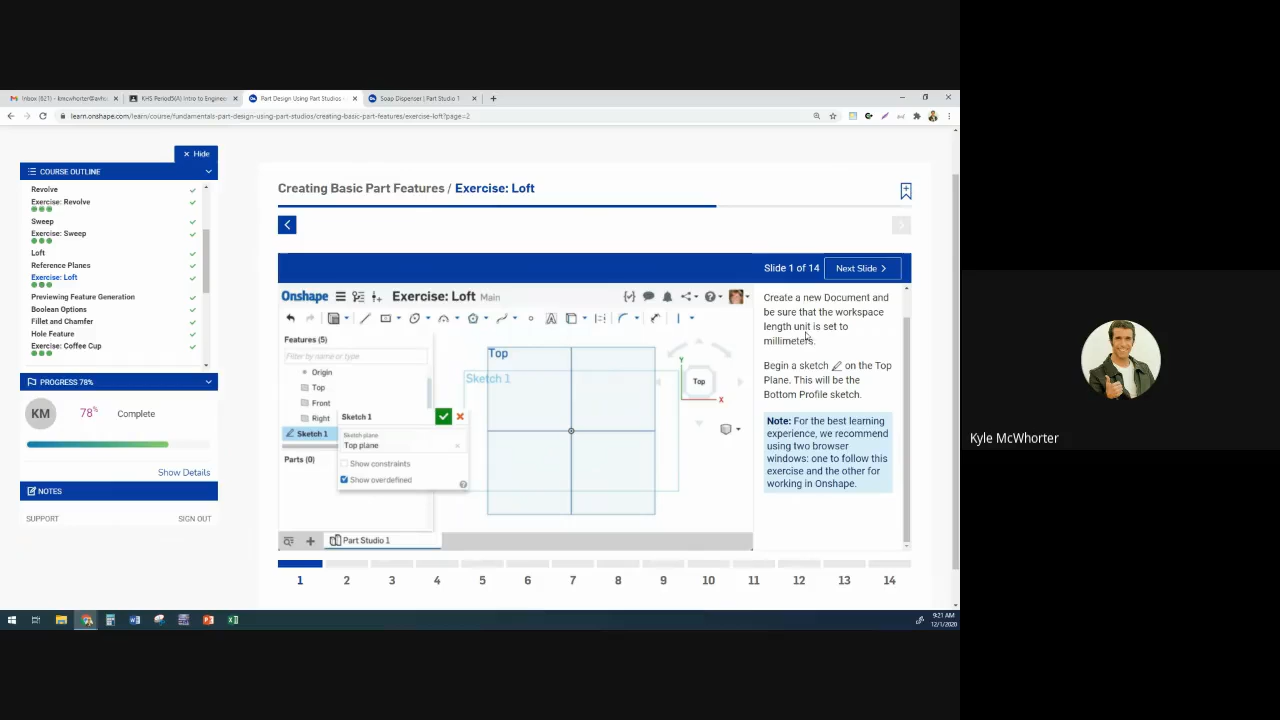 KHS Period5(A) Intro to Enginee
Part Design Using Part Studios
Soap Dispenser | Part Studio 1
learn.onshape.com/learn/course/fundamentals-part-design-using-part-studios/creating-basic-part-features/exercise-loft?page=2
× Hide
COURSE OUTLINE
Revolve
Exercise: Revolve
Sweep
Exercise: Sweep
Loft
Reference Planes
Exercise: Loft
Previewing Feature Generation
Boolean Options
Fillet and Chamfer
Hole Feature
Exercise: Coffee Cup
PROGRESS 78%
KM
78%
Complete
Show Details
NOTES
SUPPORT
SIGN OUT
Creating Basic Part Features / Exercise: Loft
Slide 1 of 14
Next Slide
Onshape
Exercise: Loft Main
Features (5)
Filter by name or type
Origin
Top
Front
Right
Sketch 1
Parts (0)
Sketch 1
Sketch plane
Top plane
Show constraints
Show overdefined
Top
Sketch 1
Y
Top
X
Part Studio 1
Create a new Document and
be sure that the workspace
length unit is set to
millimeters.
Begin a sketch on the Top
Plane. This will be the
Bottom Profile sketch.
Note: For the best learning
experience, we recommend
using two browser
windows: one to follow this
exercise and the other for
working in Onshape.
1 2 3 4 5 6 7 8 9 10 11 12 13 14
9:21 AM
12/1/2020
Kyle McWhorter